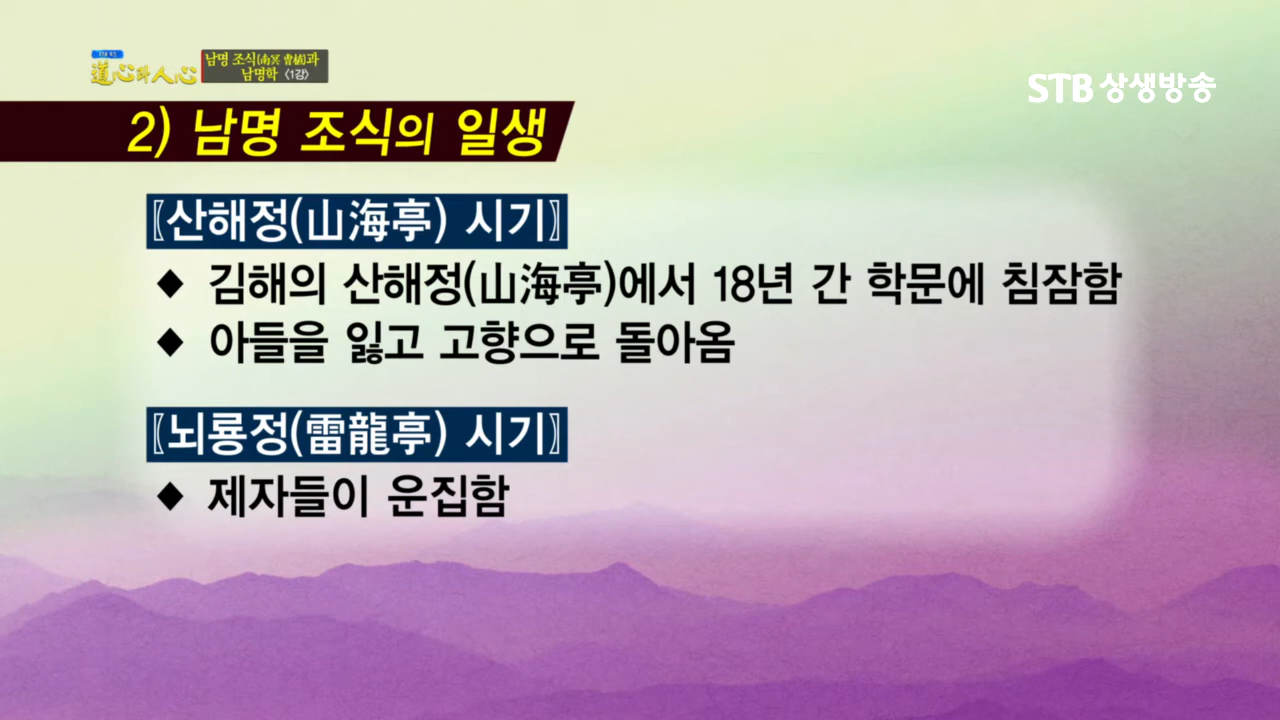 道心과 人心
남명 조식(南冥 曺植)과
남명학 〈1강〉
STB 상생방송
2) 남명 조식의 일생
〖산해정(山海亭) 시기〗
◆ 김해의 산해정(山海亭)에서 18년 간 학문에 침잠함
◆ 아들을 잃고 고향으로 돌아옴
〖뇌룡정(雷龍亭) 시기〗
◆ 제자들이 운집함